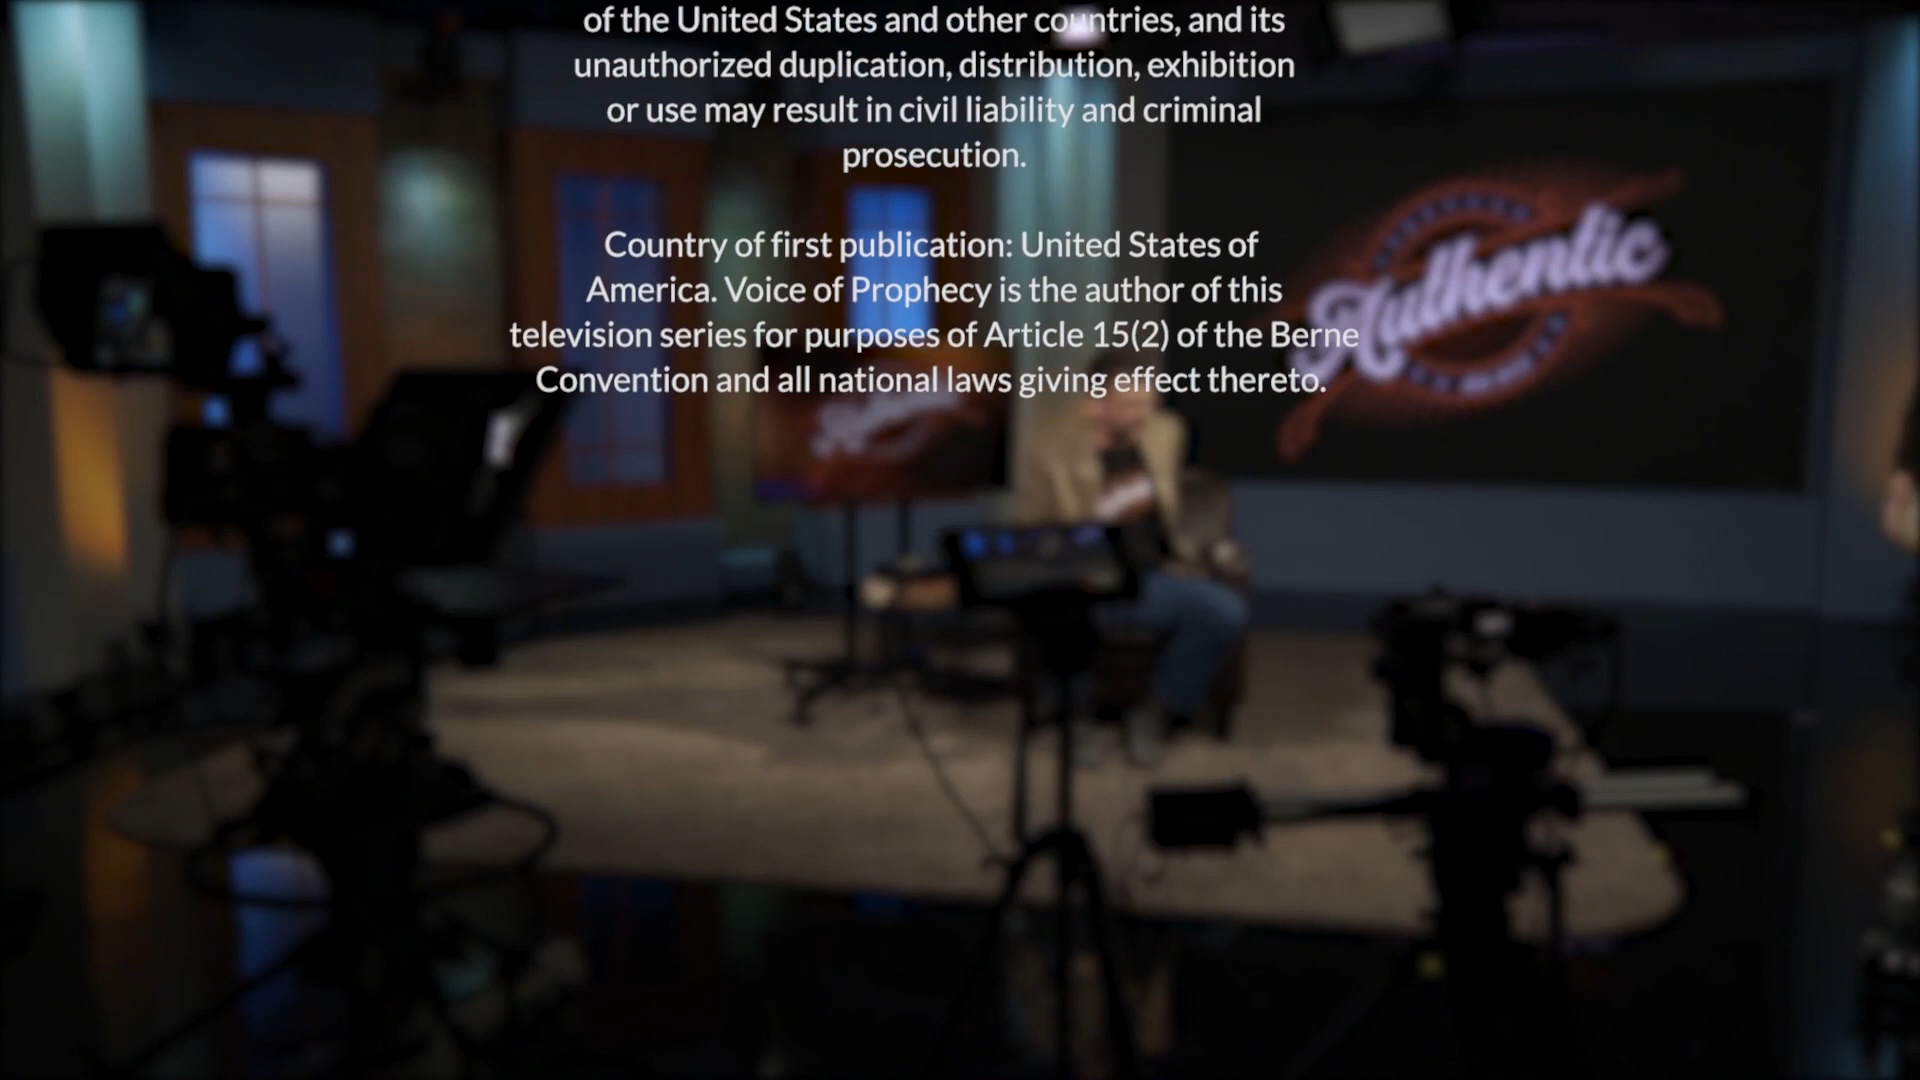 of the United States and other countries, and its
unauthorized duplication, distribution, exhibition
or use may result in civil liability and criminal
prosecution.
Country of first publication: United States of
America. Voice of Prophecy is the author of this
television series for purposes of Article 15(2) of the Berne
Convention and all national laws giving effect thereto.
Authentic